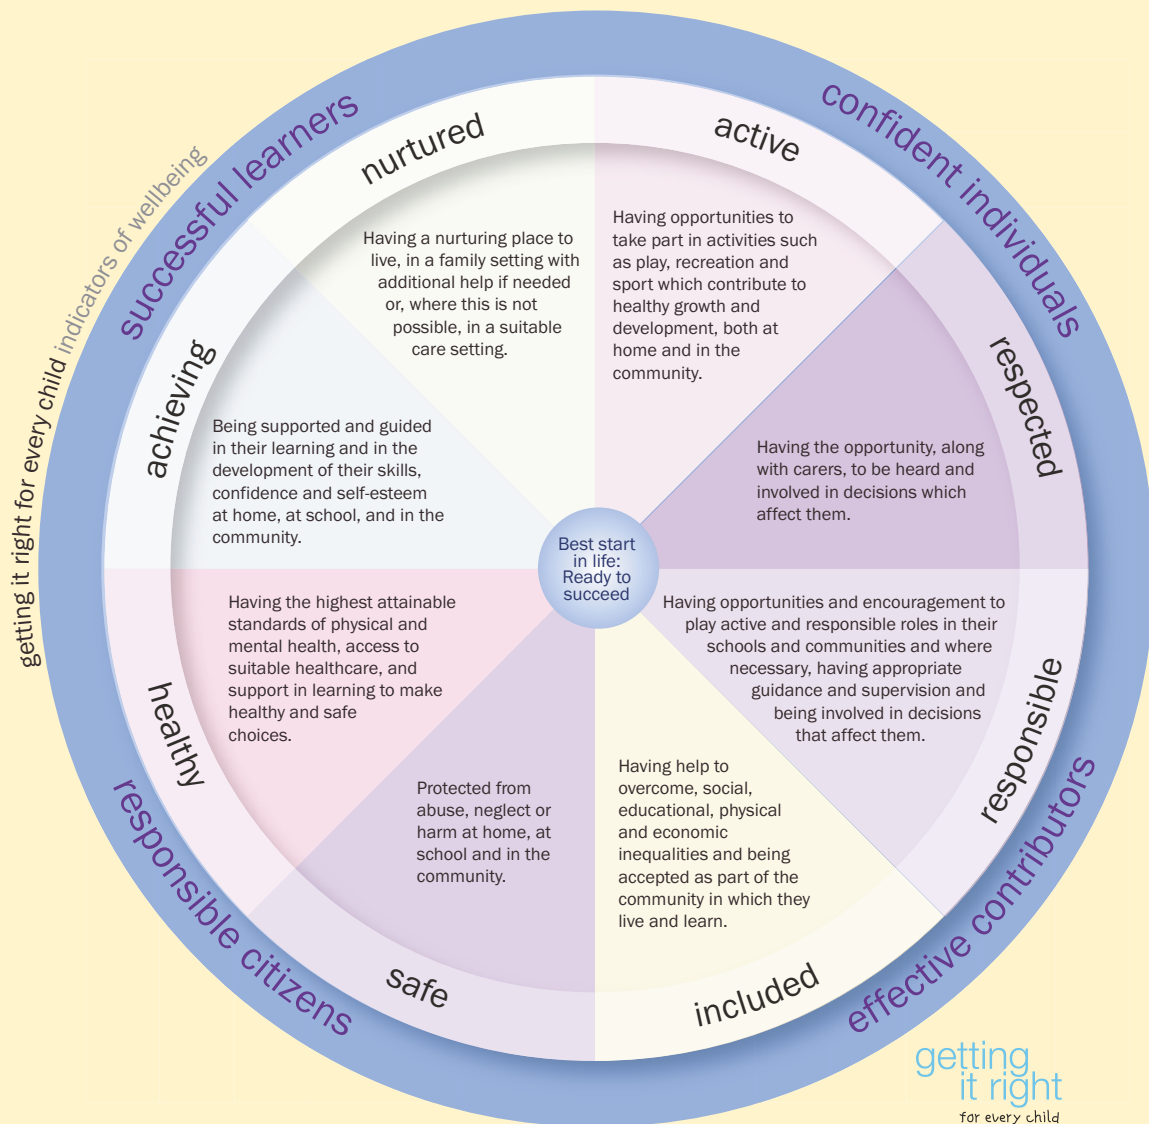 getting it right for every child indicators of wellbeing
successful learners
confident individuals
nurtured
Having a nurturing place to
live, in a family setting with
additional help if needed
or, where this is not
possible, in a suitable
care setting.
active
Having opportunities to
take part in activities such
as play, recreation and
sport which contribute to
healthy growth and
development, both at
home and in the
community.
achieving
Being supported and guided
in their learning and in the
development of their skills,
confidence and self-esteem
at home, at school, and in the
community.
respected
Having the opportunity, along
with carers, to be heard and
involved in decisions which
affect them.
Best start
in life:
Ready to
succeed
healthy
Having the highest attainable
standards of physical and
mental health, access to
suitable healthcare, and
support in learning to make
healthy and safe
choices.
responsible
Having opportunities and encouragement to
play active and responsible roles in their
schools and communities and where
necessary, having appropriate
guidance and supervision and
being involved in decisions
that affect them.
safe
Protected from
abuse, neglect or
harm at home, at
school and in the
community.
included
Having help to
overcome, social,
educational, physical
and economic
inequalities and being
accepted as part of the
community in which they
live and learn.
responsible citizens
effective contributors
getting
it right
for every child